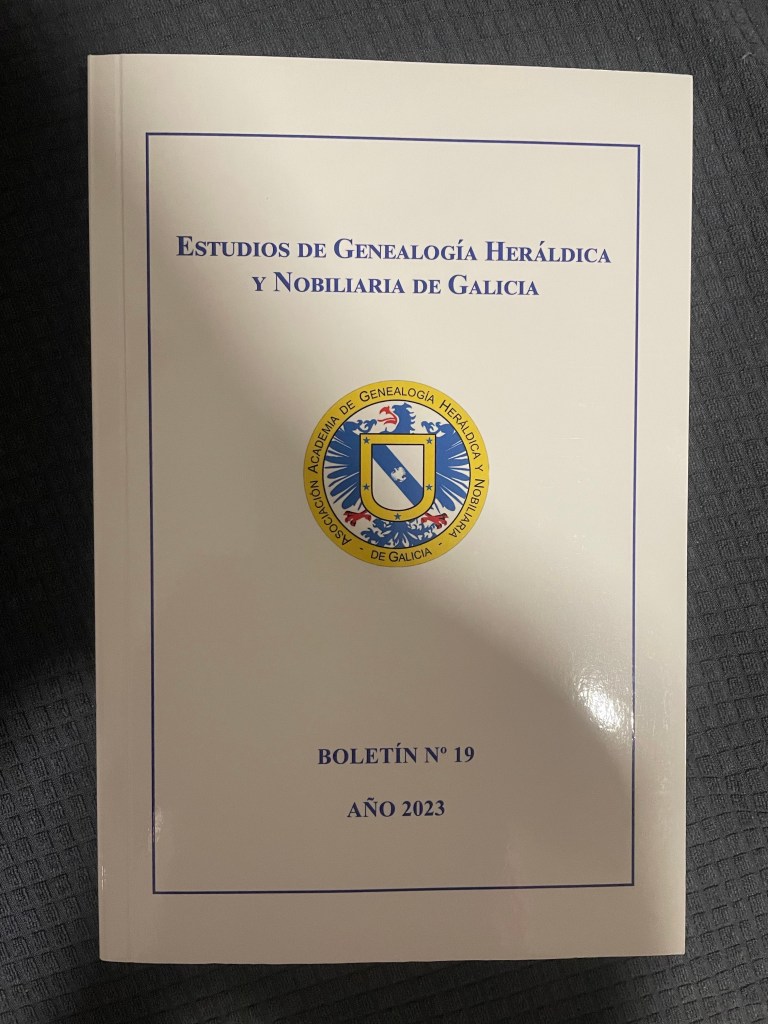 ESTUDIOS DE GENEALOGÍA HERÁLDICA
Y NOBILIARIA DE GALICIA
ASOCIACIÓN ACADEMIA DE GENEALOGÍA HERÁLDICA Y NOBILIARIA
- DE GALICIA -
BOLETÍN Nº 19
AÑO 2023